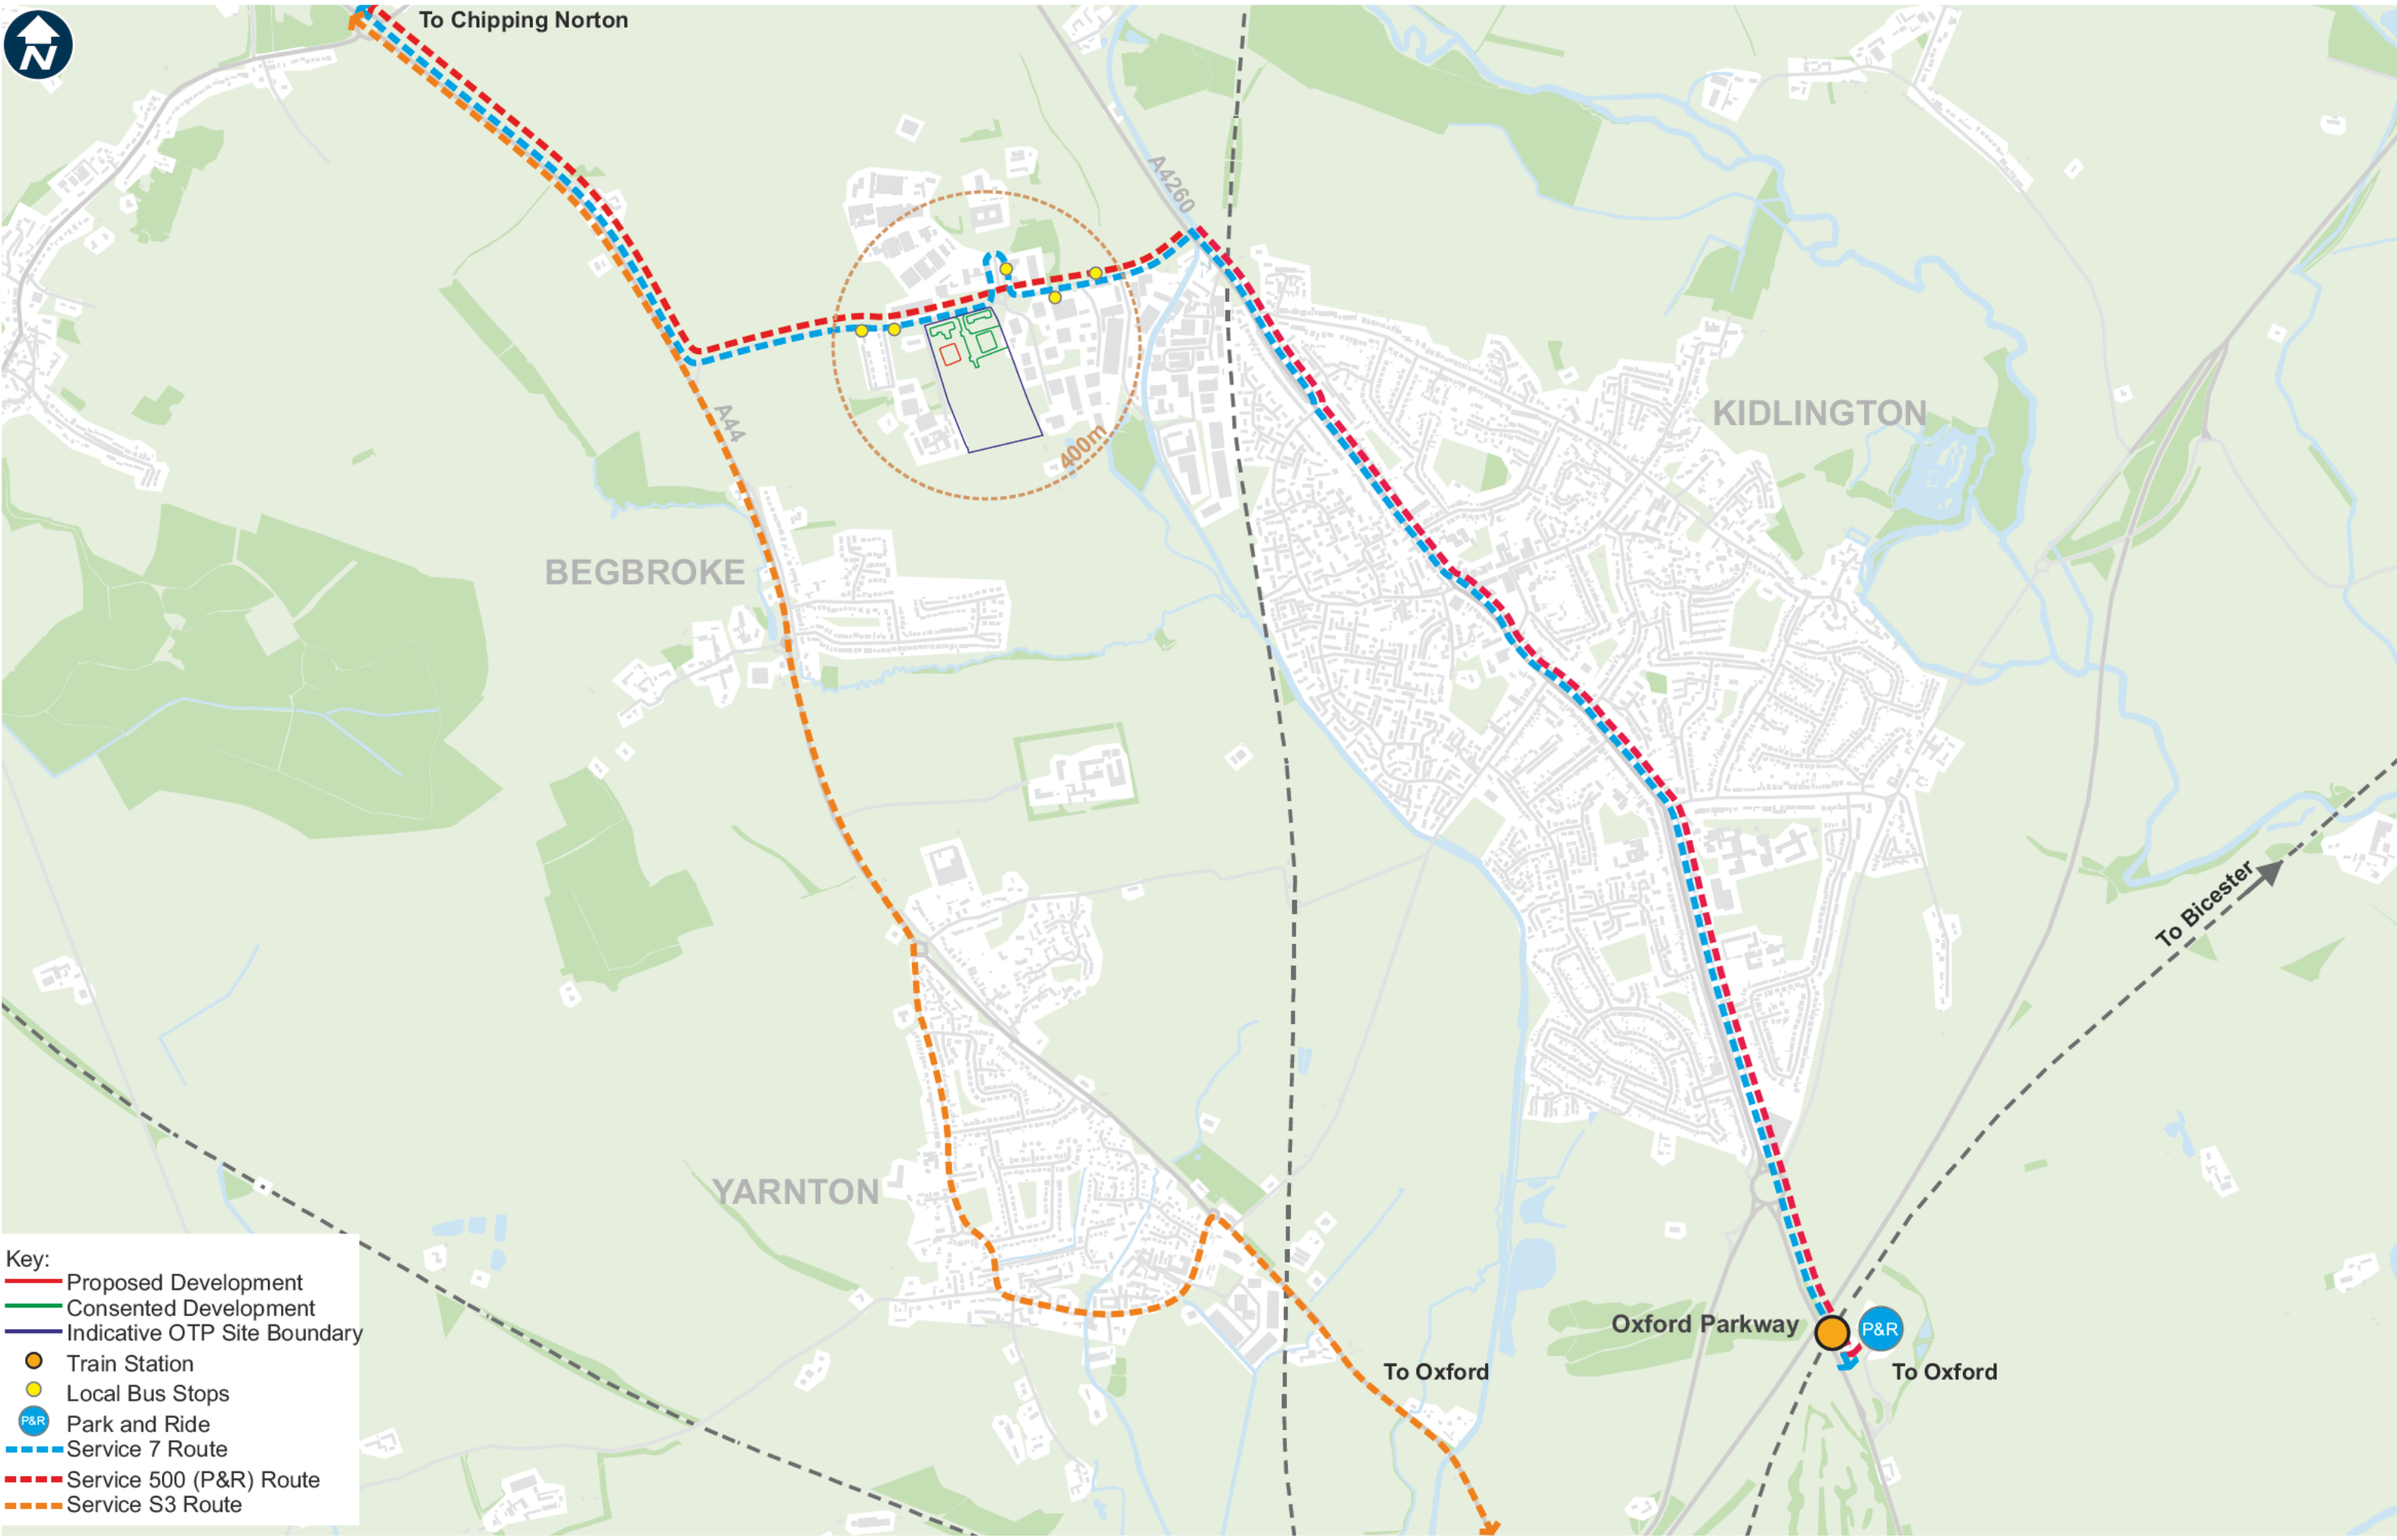 N
To Chipping Norton
A4260
KIDLINGTON
A44
400m
BEGBROKE
To Bicester
YARNTON
Oxford Parkway
P&R
To Oxford
To Oxford
Key:
Proposed Development
Consented Development
Indicative OTP Site Boundary
Train Station
Local Bus Stops
P&R Park and Ride
Service 7 Route
Service 500 (P&R) Route
Service S3 Route